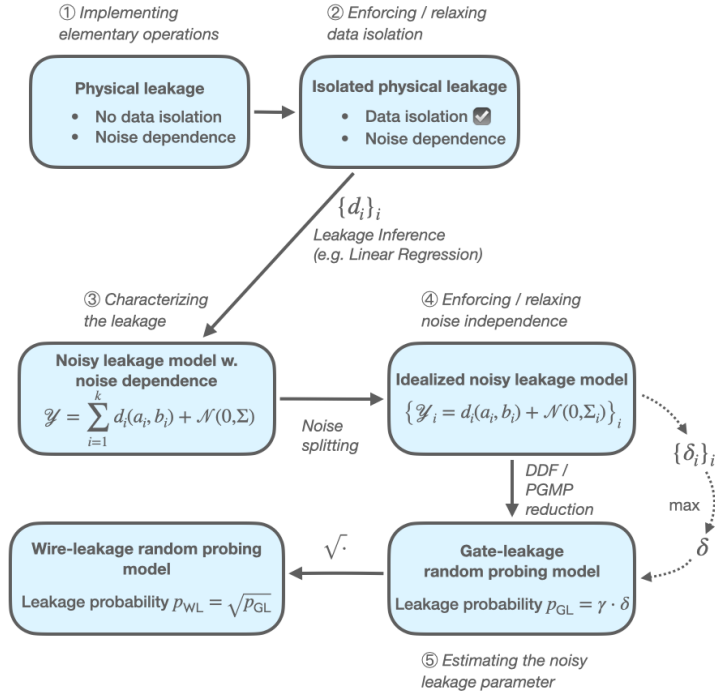 ① Implementing
elementary operations
② Enforcing / relaxing
data isolation
Physical leakage
• No data isolation
• Noise dependence
Isolated physical leakage
• Data isolation ☑
• Noise dependence
{d_i}_i
Leakage Inference
(e.g. Linear Regression)
③ Characterizing
the leakage
④ Enforcing / relaxing
noise independence
Noisy leakage model w.
noise dependence
𝒴 = ∑_{i=1}^{k} d_i(a_i, b_i) + 𝒩(0,Σ)
Noise
splitting
Idealized noisy leakage model
{𝒴_i = d_i(a_i, b_i) + 𝒩(0,Σ_i)}_i
{δ_i}_i
max
δ
DDF /
PGMP
reduction
Wire-leakage random probing
model
Leakage probability p_WL = √p_GL
√·
Gate-leakage
random probing model
Leakage probability p_GL = γ · δ
⑤ Estimating the noisy
leakage parameter